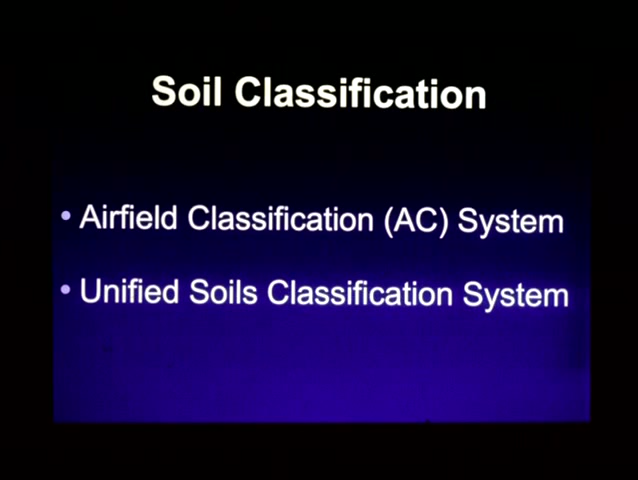 Soil Classification
• Airfield Classification (AC) System
• Unified Soils Classification System